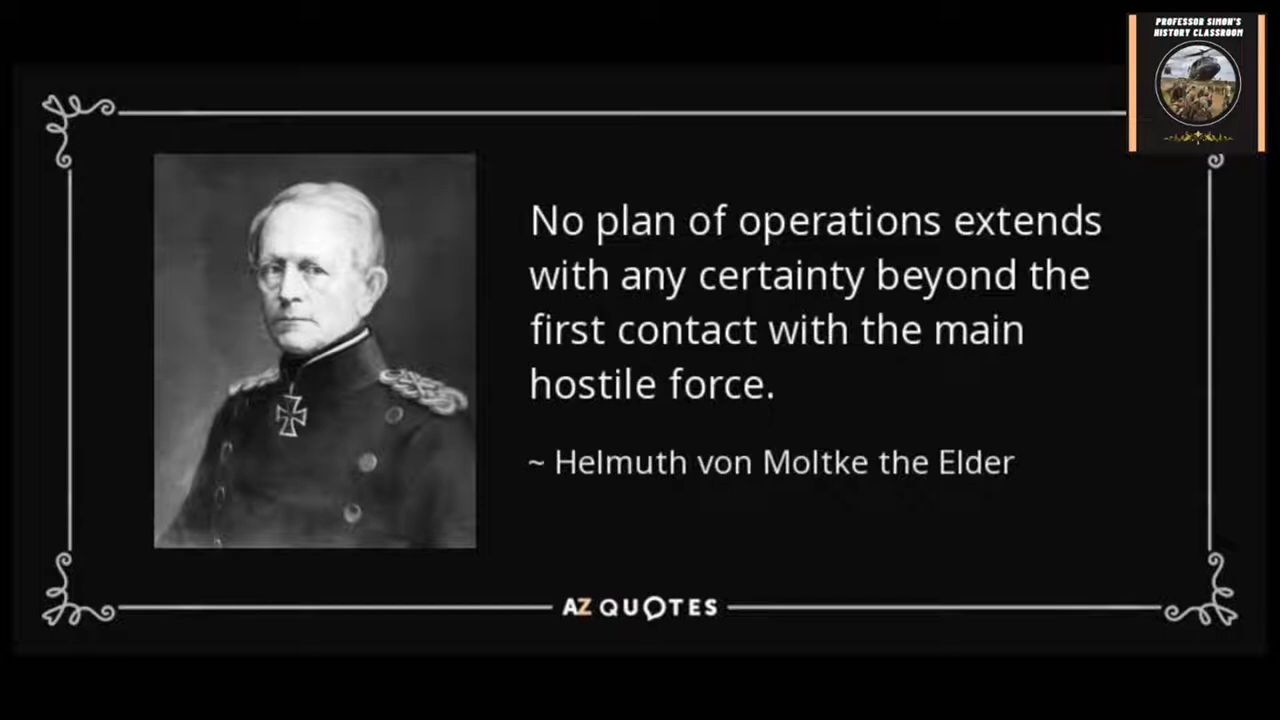 PROFESSOR SIMON'S
HISTORY CLASSROOM
No plan of operations extends
with any certainty beyond the
first contact with the main
hostile force.
~ Helmuth von Moltke the Elder
AZ QUOTES